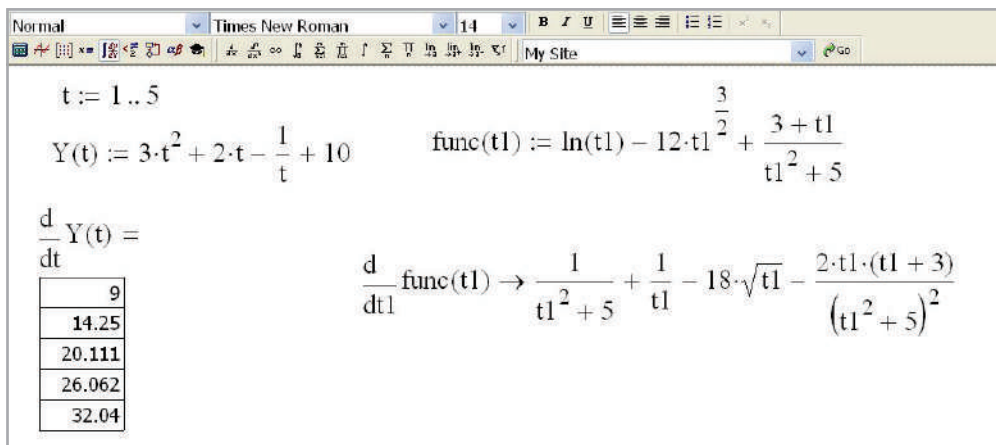 Normal Times New Roman 14 B I U
My Site Go
t := 1 .. 5
Y(t) := 3·t² + 2·t − 1/t + 10
func(t1) := ln(t1) − 12·t1^(3/2) + (3 + t1)/(t1² + 5)
d/dt Y(t) =
9
14.25
20.111
26.062
32.04
d/dt1 func(t1) → 1/(t1² + 5) + 1/t1 − 18·√t1 − 2·t1·(t1 + 3)/(t1² + 5)²